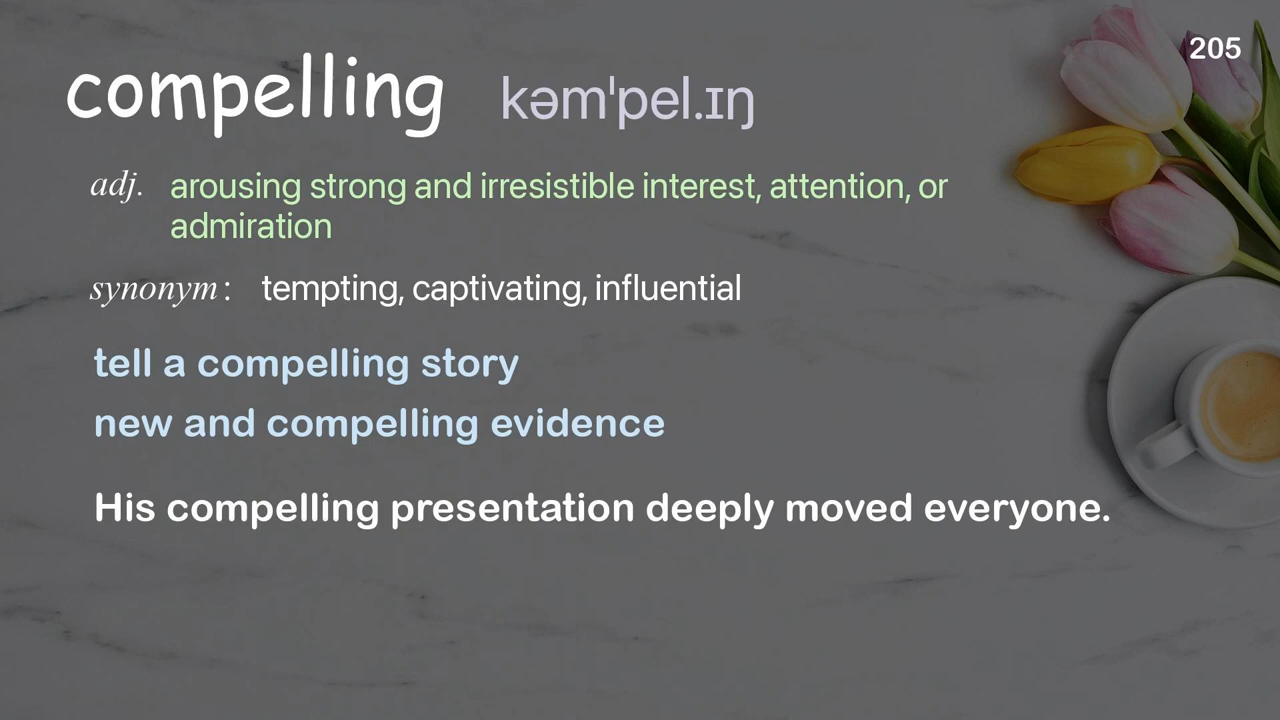 205
compelling kəmˈpel.ɪŋ
adj. arousing strong and irresistible interest, attention, or
admiration
synonym: tempting, captivating, influential
tell a compelling story
new and compelling evidence
His compelling presentation deeply moved everyone.